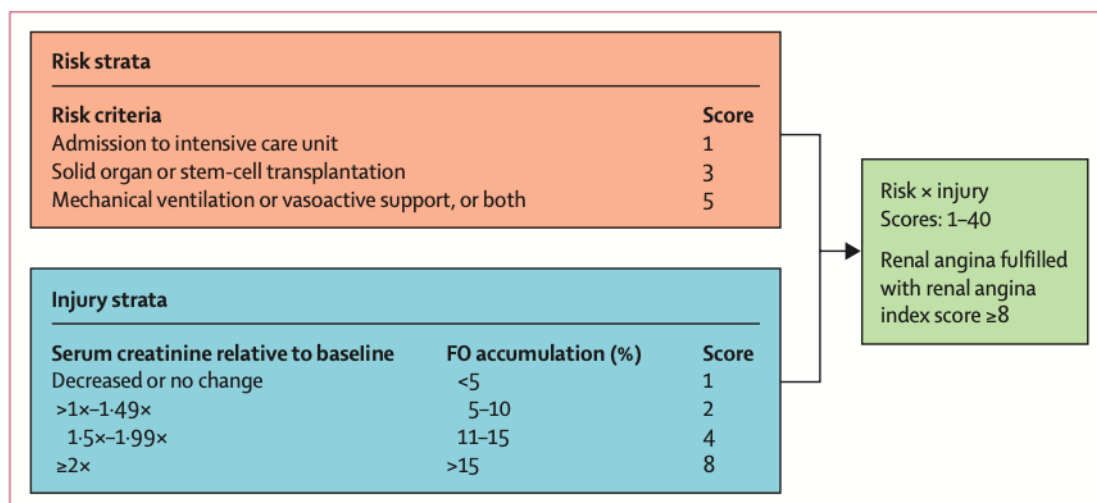 Risk strata
Risk criteria Score
Admission to intensive care unit 1
Solid organ or stem-cell transplantation 3
Mechanical ventilation or vasoactive support, or both 5
Injury strata
Serum creatinine relative to baseline FO accumulation (%) Score
Decreased or no change <5 1
>1×–1·49× 5–10 2
1·5×–1·99× 11–15 4
≥2× >15 8
Risk × injury
Scores: 1–40
Renal angina fulfilled
with renal angina
index score ≥8